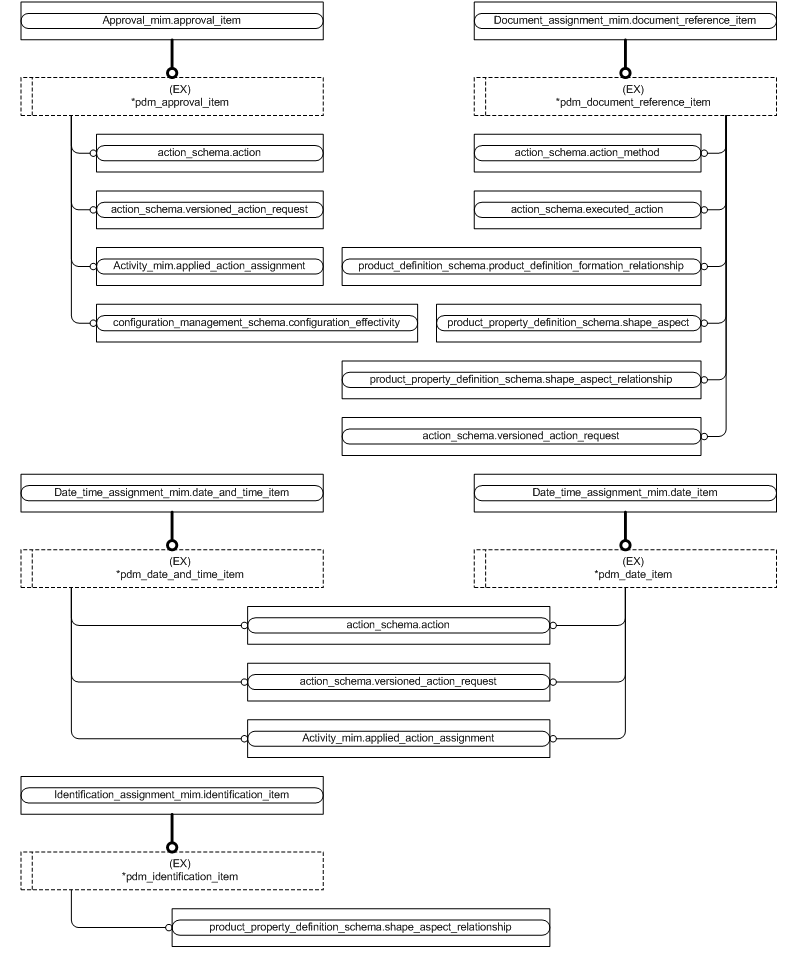 Approval_mim.approval_item
Document_assignment_mim.document_reference_item
(EX)
*pdm_approval_item
(EX)
*pdm_document_reference_item
action_schema.action
action_schema.action_method
action_schema.versioned_action_request
action_schema.executed_action
Activity_mim.applied_action_assignment
product_definition_schema.product_definition_formation_relationship
configuration_management_schema.configuration_effectivity
product_property_definition_schema.shape_aspect
product_property_definition_schema.shape_aspect_relationship
action_schema.versioned_action_request
Date_time_assignment_mim.date_and_time_item
Date_time_assignment_mim.date_item
(EX)
*pdm_date_and_time_item
(EX)
*pdm_date_item
action_schema.action
action_schema.versioned_action_request
Activity_mim.applied_action_assignment
Identification_assignment_mim.identification_item
(EX)
*pdm_identification_item
product_property_definition_schema.shape_aspect_relationship